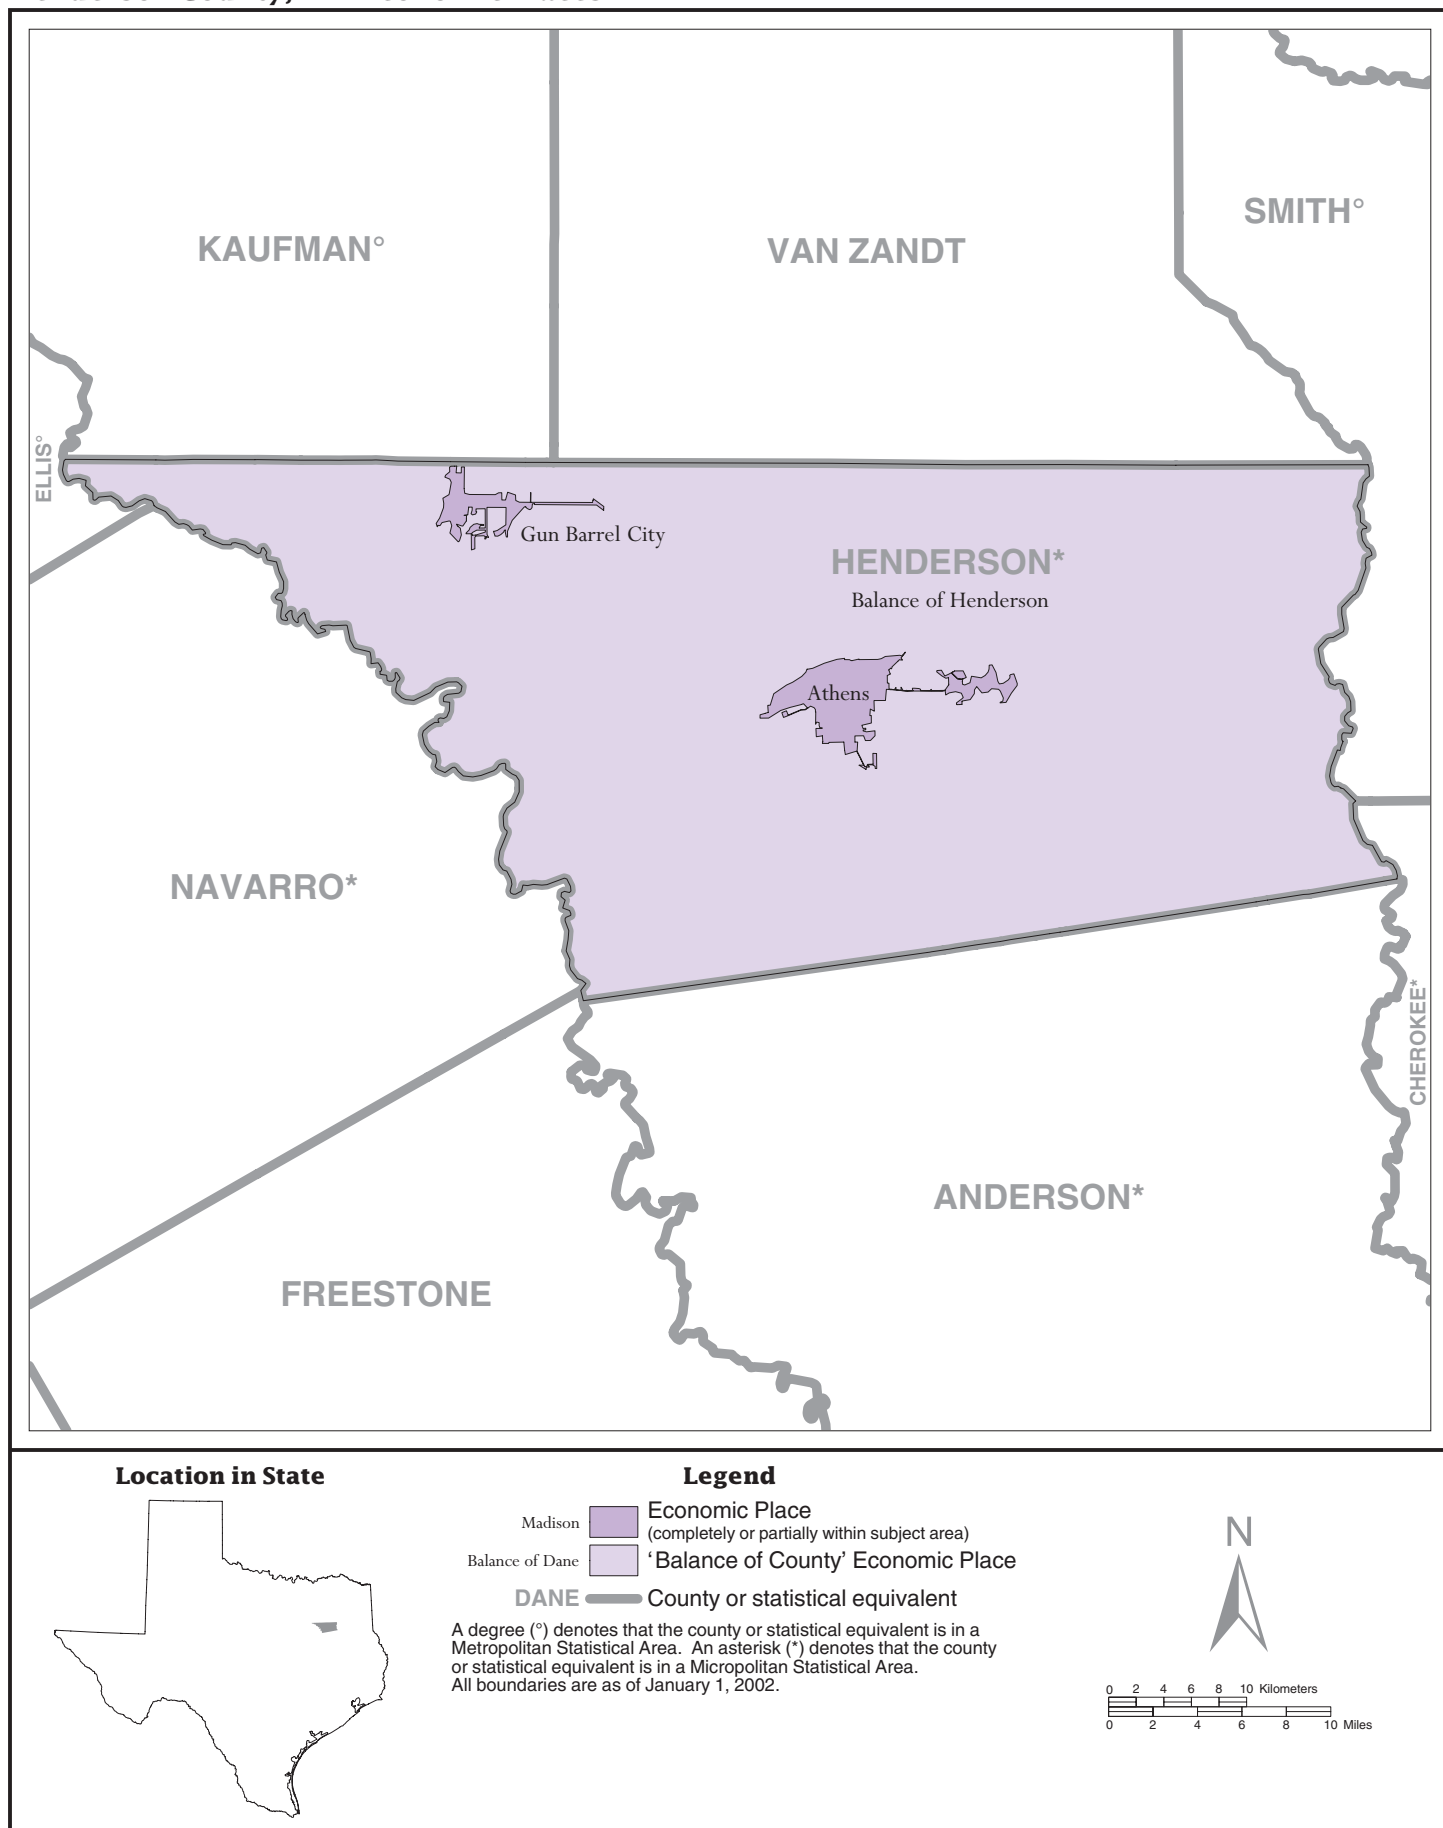 SMITH°
KAUFMAN°
VAN ZANDT
ELLIS°
Gun Barrel City
HENDERSON*
Balance of Henderson
Athens
NAVARRO*
CHEROKEE*
ANDERSON*
FREESTONE
Location in State
Legend
Madison
Economic Place
(completely or partially within subject area)
Balance of Dane
‘Balance of County’ Economic Place
DANE
County or statistical equivalent
A degree (°) denotes that the county or statistical equivalent is in a
Metropolitan Statistical Area. An asterisk (*) denotes that the county
or statistical equivalent is in a Micropolitan Statistical Area.
All boundaries are as of January 1, 2002.
N
0 2 4 6 8 10 Kilometers
0 2 4 6 8 10 Miles